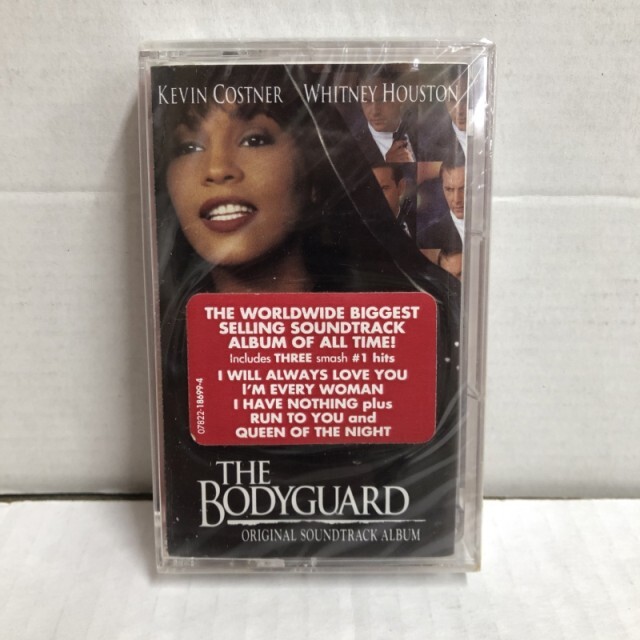 KEVIN COSTNER WHITNEY HOUSTON
THE WORLDWIDE BIGGEST
SELLING SOUNDTRACK
ALBUM OF ALL TIME!
Includes THREE smash #1 hits
I WILL ALWAYS LOVE YOU
I'M EVERY WOMAN
I HAVE NOTHING plus
RUN TO YOU and
QUEEN OF THE NIGHT
07822-18699-4
THE
BODYGUARD
ORIGINAL SOUNDTRACK ALBUM